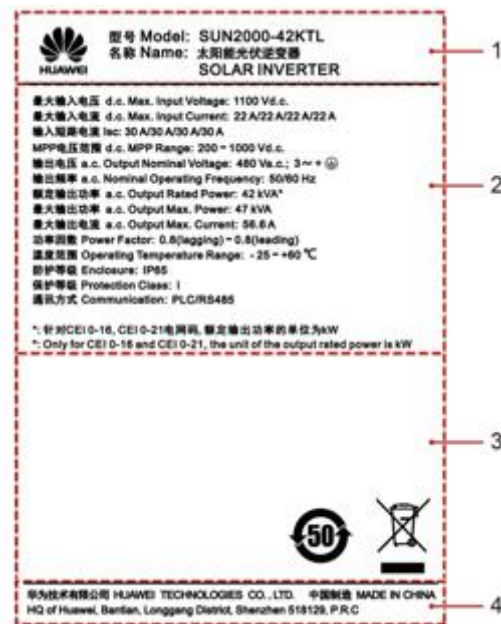 型号 Model: SUN2000-42KTL
名称 Name: 太阳能光伏逆变器
SOLAR INVERTER
HUAWEI
1
最大输入电压 d.c. Max. Input Voltage: 1100 Vd.c.
最大输入电流 d.c. Max. Input Current: 22 A/22 A/22 A/22 A
输入短路电流 Isc: 30 A/30 A/30 A/30 A
MPP电压范围 d.c. MPP Range: 200 - 1000 Vd.c.
输出电压 a.c. Output Nominal Voltage: 480 Va.c.; 3～ +
输出频率 a.c. Nominal Operating Frequency: 50/60 Hz
额定输出功率 a.c. Output Rated Power: 42 kVA*
最大输出功率 a.c. Output Max. Power: 47 kVA
最大输出电流 a.c. Output Max. Current: 56.6 A
功率因数 Power Factor: 0.8(lagging) - 0.8(leading)
温度范围 Operating Temperature Range: - 25 - +60 ℃
防护等级 Enclosure: IP65
保护等级 Protection Class: I
通讯方式 Communication: PLC/RS485
2
*: 针对CEI 0-16, CEI 0-21电网码, 额定输出功率的单位为kW
*: Only for CEI 0-16 and CEI 0-21, the unit of the output rated power is kW
3
50
华为技术有限公司 HUAWEI TECHNOLOGIES CO., LTD. 中国制造 MADE IN CHINA
HQ of Huawei, Bantian, Longgang District, Shenzhen 518129, P.R.C
4